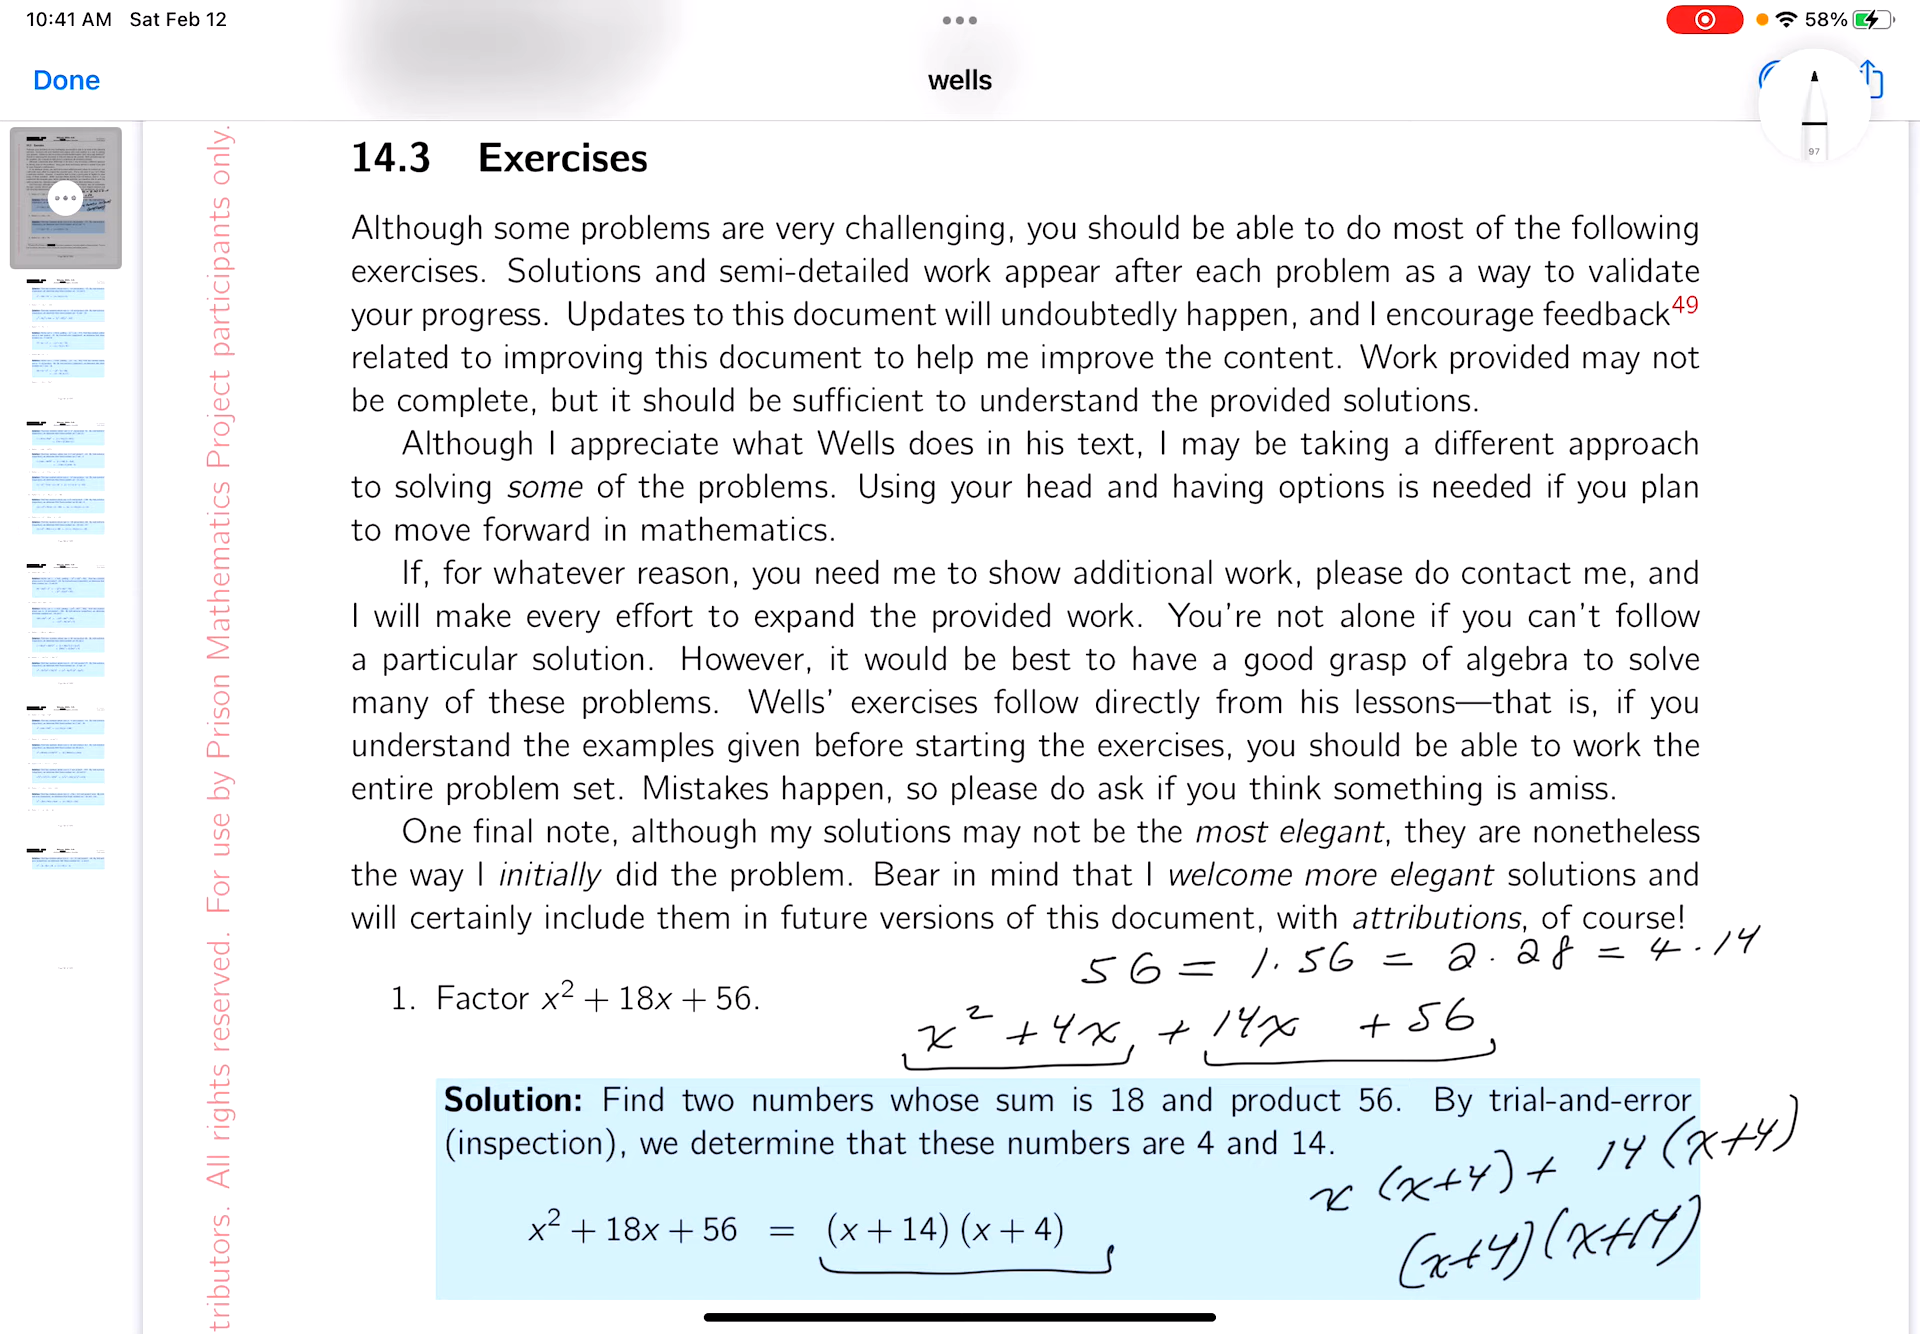 10:41 AM Sat Feb 12
58%
Done
wells
97
14.3 Exercises
Although some problems are very challenging, you should be able to do most of the following
exercises. Solutions and semi-detailed work appear after each problem as a way to validate
your progress. Updates to this document will undoubtedly happen, and I encourage feedback⁴⁹
related to improving this document to help me improve the content. Work provided may not
be complete, but it should be sufficient to understand the provided solutions.
Although I appreciate what Wells does in his text, I may be taking a different approach
to solving some of the problems. Using your head and having options is needed if you plan
to move forward in mathematics.
If, for whatever reason, you need me to show additional work, please do contact me, and
I will make every effort to expand the provided work. You're not alone if you can't follow
a particular solution. However, it would be best to have a good grasp of algebra to solve
many of these problems. Wells' exercises follow directly from his lessons—that is, if you
understand the examples given before starting the exercises, you should be able to work the
entire problem set. Mistakes happen, so please do ask if you think something is amiss.
One final note, although my solutions may not be the most elegant, they are nonetheless
the way I initially did the problem. Bear in mind that I welcome more elegant solutions and
will certainly include them in future versions of this document, with attributions, of course!
56 = 1·56 = 2·28 = 4·14
1. Factor x² + 18x + 56.
x² + 4x + 14x + 56
Solution: Find two numbers whose sum is 18 and product 56. By trial-and-error
(inspection), we determine that these numbers are 4 and 14.
x (x+4) + 14 (x+4)
x² + 18x + 56 = (x + 14) (x + 4)
(x+4)(x+14)
tributors. All rights reserved. For use by Prison Mathematics Project participants only.